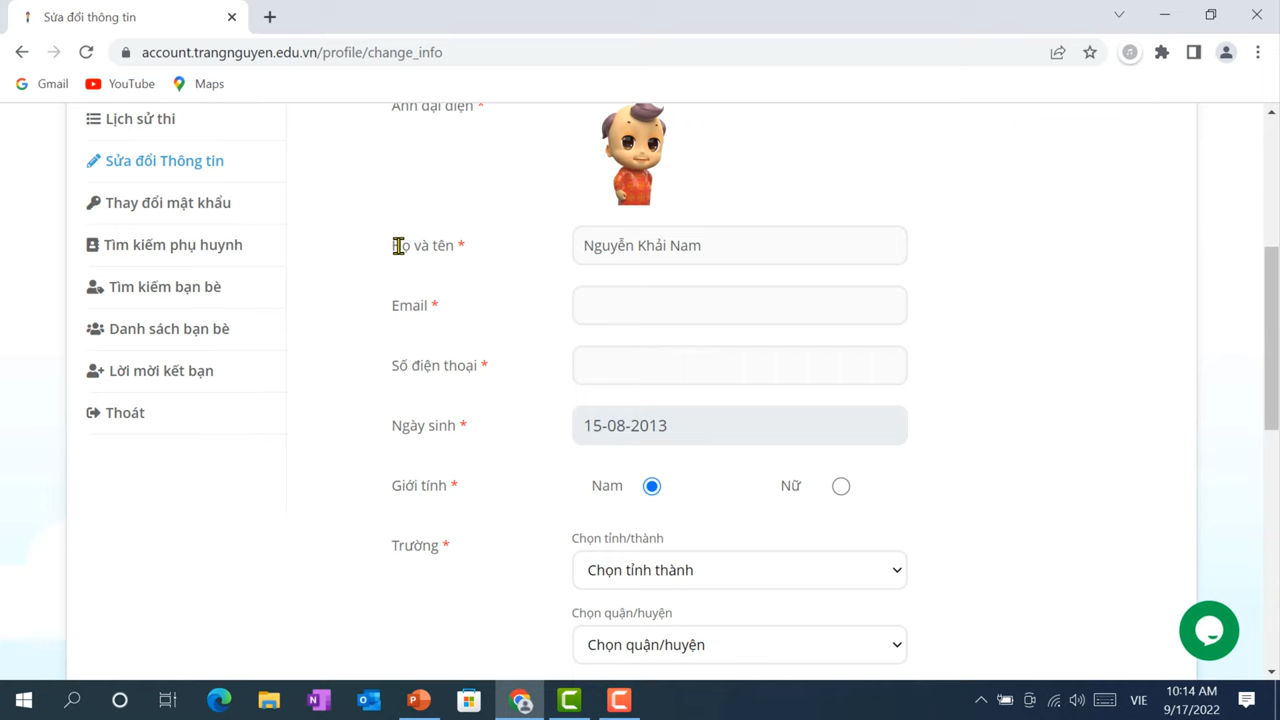 Sửa đổi thông tin
account.trangnguyen.edu.vn/profile/change_info
Gmail YouTube Maps
Ảnh đại diện *
Lịch sử thi
Sửa đổi Thông tin
Thay đổi mật khẩu
Tìm kiếm phụ huynh
Tìm kiếm bạn bè
Danh sách bạn bè
Lời mời kết bạn
Thoát
Họ và tên * Nguyễn Khải Nam
Email *
Số điện thoại *
Ngày sinh * 15-08-2013
Giới tính * Nam Nữ
Trường * Chọn tỉnh/thành
Chọn tỉnh thành
Chọn quận/huyện
Chọn quận/huyện
VIE 10:14 AM
9/17/2022